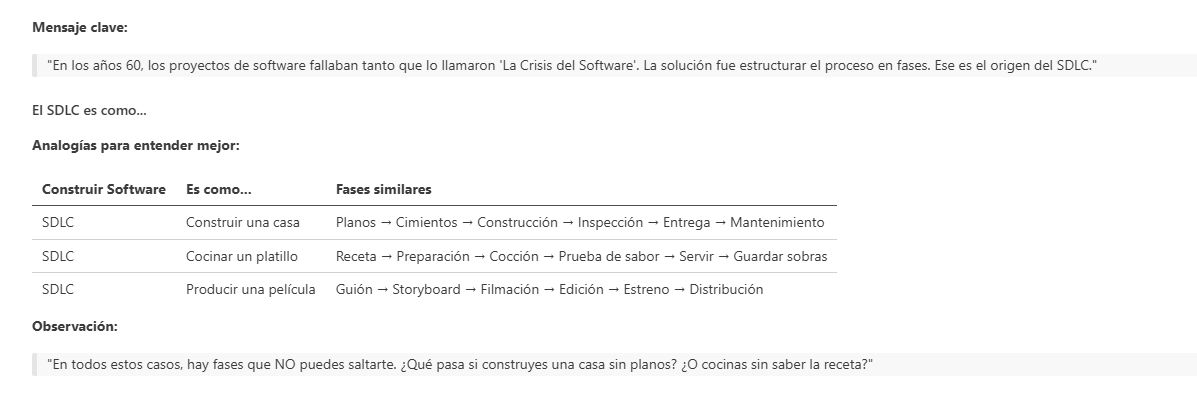 Mensaje clave:
"En los años 60, los proyectos de software fallaban tanto que lo llamaron 'La Crisis del Software'. La solución fue estructurar el proceso en fases. Ese es el origen del SDLC."
El SDLC es como...
Analogías para entender mejor:
Construir Software Es como... Fases similares
SDLC Construir una casa Planos → Cimientos → Construcción → Inspección → Entrega → Mantenimiento
SDLC Cocinar un platillo Receta → Preparación → Cocción → Prueba de sabor → Servir → Guardar sobras
SDLC Producir una película Guión → Storyboard → Filmación → Edición → Estreno → Distribución
Observación:
"En todos estos casos, hay fases que NO puedes saltarte. ¿Qué pasa si construyes una casa sin planos? ¿O cocinas sin saber la receta?"